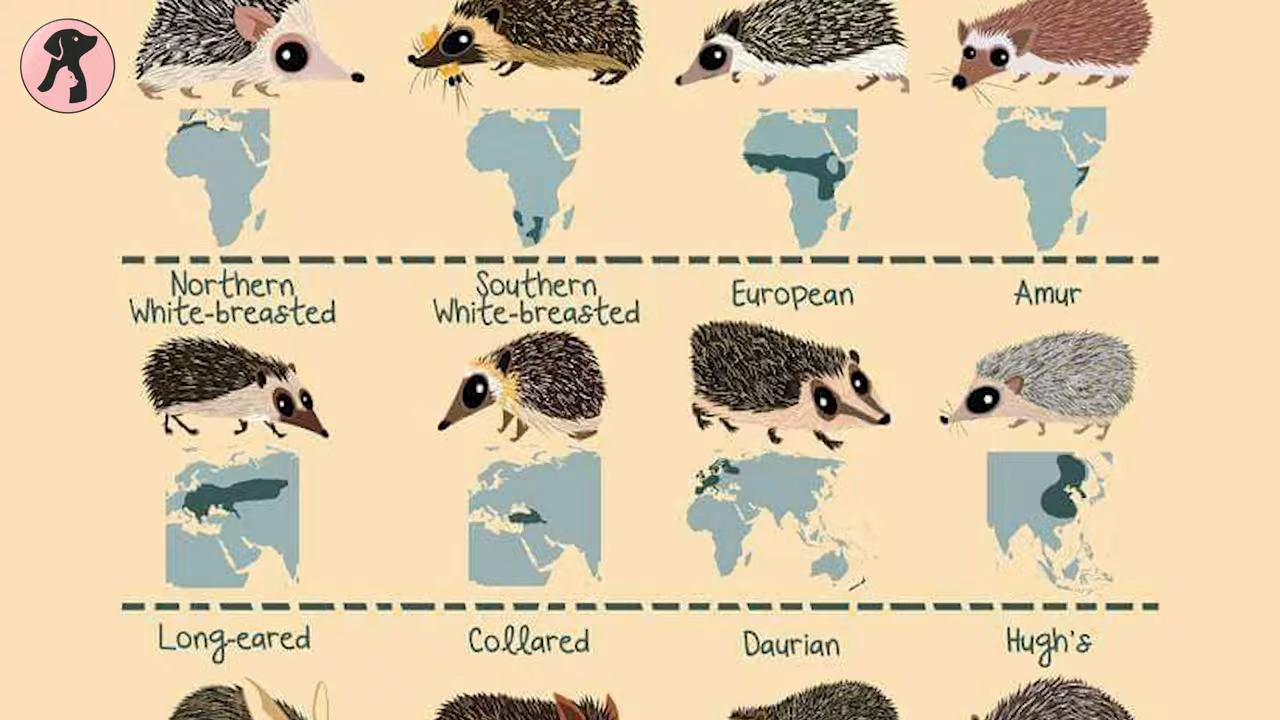 Northern
White-breasted
Southern
White-breasted
European
Amur
Long-eared
Collared
Daurian
Hugh's